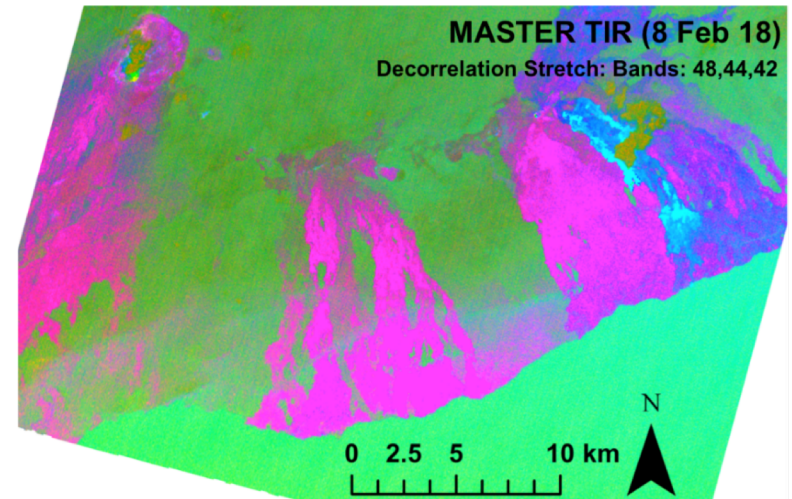 MASTER TIR (8 Feb 18)
Decorrelation Stretch: Bands: 48,44,42
N
0 2.5 5 10 km